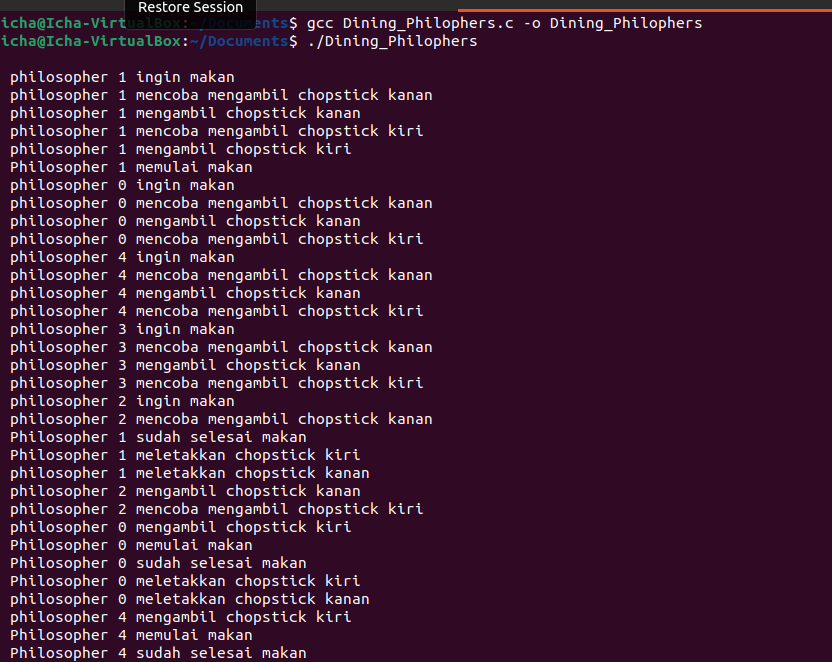 Restore Session
icha@Icha-VirtualBox:~/Documents$ gcc Dining_Philophers.c -o Dining_Philophers
icha@Icha-VirtualBox:~/Documents$ ./Dining_Philophers
philosopher 1 ingin makan
philosopher 1 mencoba mengambil chopstick kanan
philosopher 1 mengambil chopstick kanan
philosopher 1 mencoba mengambil chopstick kiri
philosopher 1 mengambil chopstick kiri
Philosopher 1 memulai makan
philosopher 0 ingin makan
philosopher 0 mencoba mengambil chopstick kanan
philosopher 0 mengambil chopstick kanan
philosopher 0 mencoba mengambil chopstick kiri
philosopher 4 ingin makan
philosopher 4 mencoba mengambil chopstick kanan
philosopher 4 mengambil chopstick kanan
philosopher 4 mencoba mengambil chopstick kiri
philosopher 3 ingin makan
philosopher 3 mencoba mengambil chopstick kanan
philosopher 3 mengambil chopstick kanan
philosopher 3 mencoba mengambil chopstick kiri
philosopher 2 ingin makan
philosopher 2 mencoba mengambil chopstick kanan
Philosopher 1 sudah selesai makan
Philosopher 1 meletakkan chopstick kiri
philosopher 1 meletakkan chopstick kanan
philosopher 2 mengambil chopstick kanan
philosopher 2 mencoba mengambil chopstick kiri
philosopher 0 mengambil chopstick kiri
Philosopher 0 memulai makan
Philosopher 0 sudah selesai makan
Philosopher 0 meletakkan chopstick kiri
philosopher 0 meletakkan chopstick kanan
philosopher 4 mengambil chopstick kiri
Philosopher 4 memulai makan
Philosopher 4 sudah selesai makan